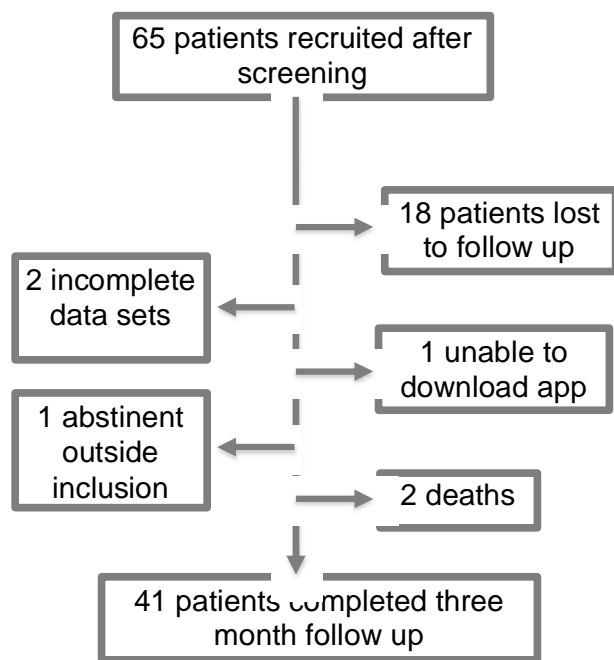 65 patients recruited after
screening
18 patients lost
to follow up
2 incomplete
data sets
1 unable to
download app
1 abstinent
outside
inclusion
2 deaths
41 patients completed three
month follow up